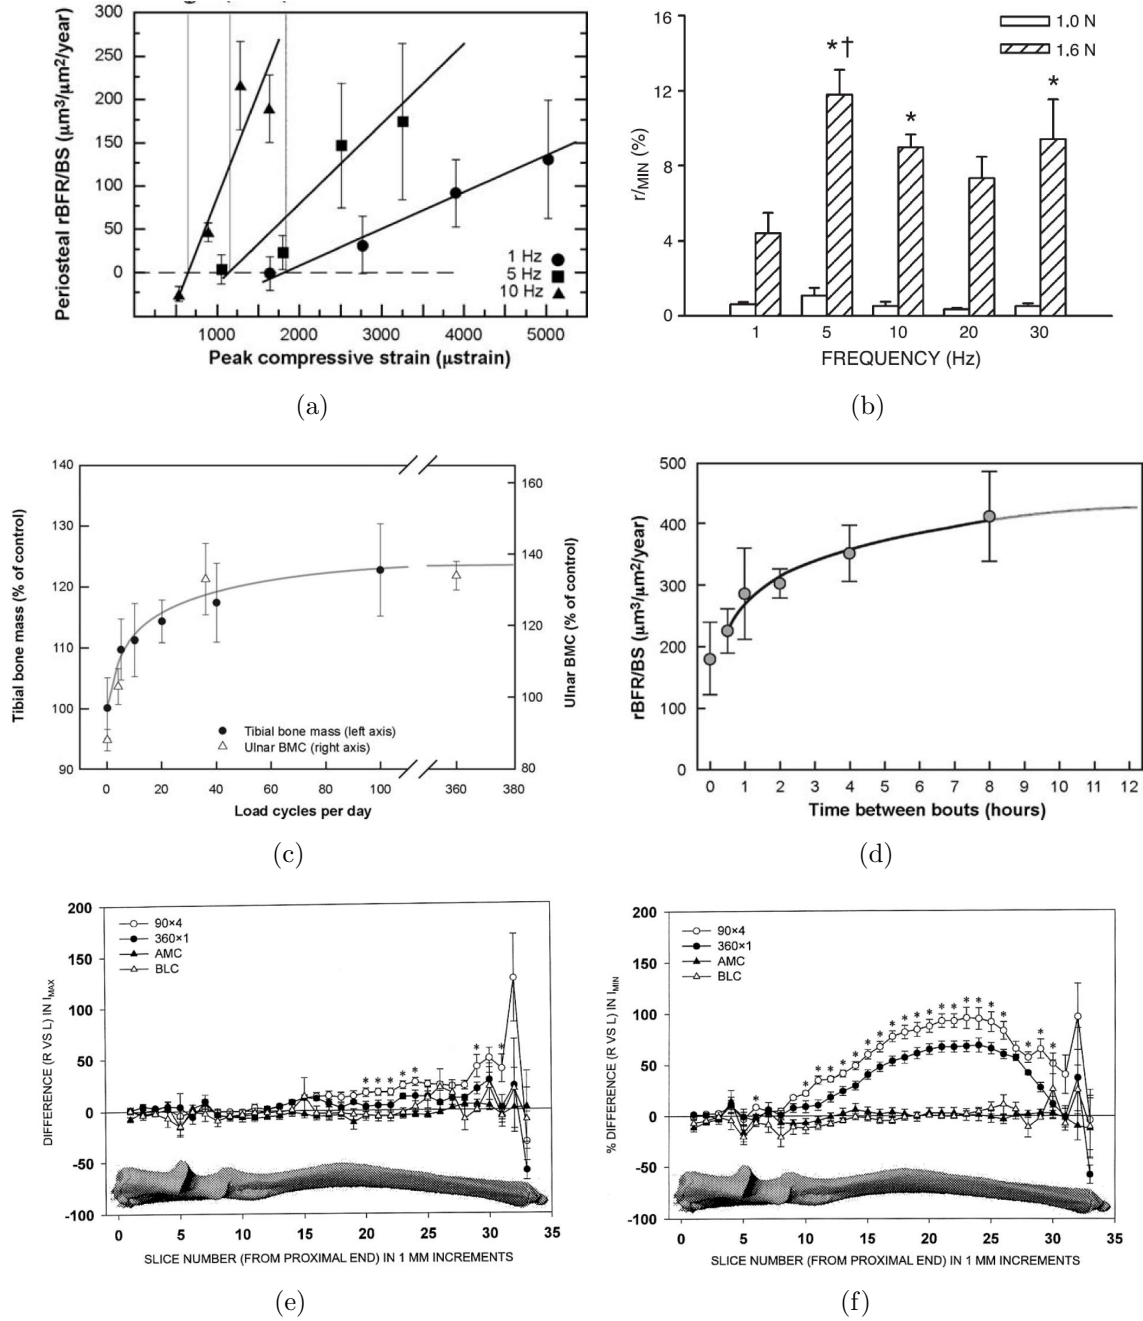 300
250
200
150
100
50
0
Periosteal rBFR/BS (μm³/μm²/year)
1 Hz
5 Hz
10 Hz
1000 2000 3000 4000 5000
Peak compressive strain (μstrain)
(a)
16
12
8
4
0
r/MIN (%)
1.0 N
1.6 N
*†
*
*
1 5 10 20 30
FREQUENCY (Hz)
(b)
140
130
120
110
100
90
Tibial bone mass (% of control)
160
140
120
100
80
Ulnar BMC (% of control)
Tibial bone mass (left axis)
Ulnar BMC (right axis)
0 20 40 60 80 100 360 380
Load cycles per day
(c)
500
400
300
200
100
0
rBFR/BS (μm³/μm²/year)
0 1 2 3 4 5 6 7 8 9 10 11 12
Time between bouts (hours)
(d)
200
150
100
50
0
-50
-100
DIFFERENCE (R VS L) IN IMAX
90×4
360×1
AMC
BLC
* * * * * * *
0 5 10 15 20 25 30 35
SLICE NUMBER (FROM PROXIMAL END) IN 1 MM INCREMENTS
(e)
200
150
100
50
0
-50
-100
% DIFFERENCE (R VS L) IN IMIN
90×4
360×1
AMC
BLC
* * * * * * * * * * * * * * * * * * * * *
0 5 10 15 20 25 30 35
SLICE NUMBER (FROM PROXIMAL END) IN 1 MM INCREMENTS
(f)